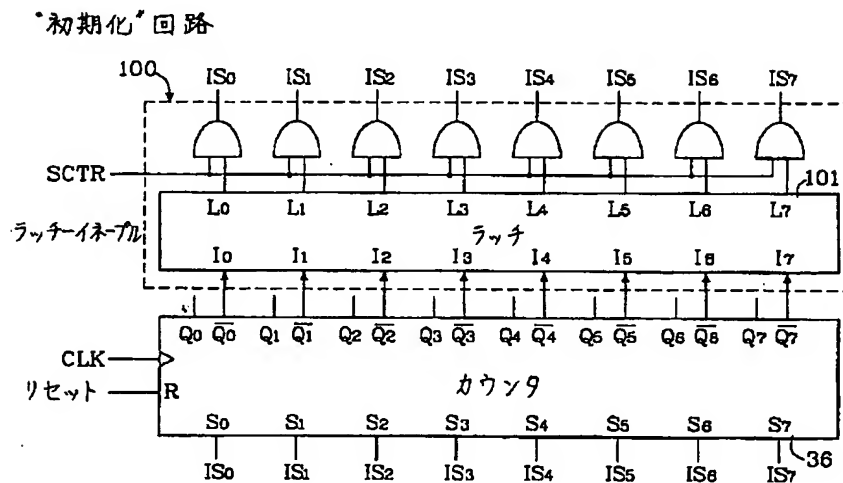 "初期化"回路
100
IS0 IS1 IS2 IS3 IS4 IS5 IS6 IS7
SCTR
101
L0 L1 L2 L3 L4 L5 L6 L7
ラッチーイネーブル
ラッチ
I0 I1 I2 I3 I4 I5 I6 I7
Q0 Q̅0 Q1 Q̅1 Q2 Q̅2 Q3 Q̅3 Q4 Q̅4 Q5 Q̅5 Q6 Q̅6 Q7 Q̅7
CLK
リセット R
カウンタ
S0 S1 S2 S3 S4 S5 S6 S7
36
IS0 IS1 IS2 IS3 IS4 IS5 IS6 IS7